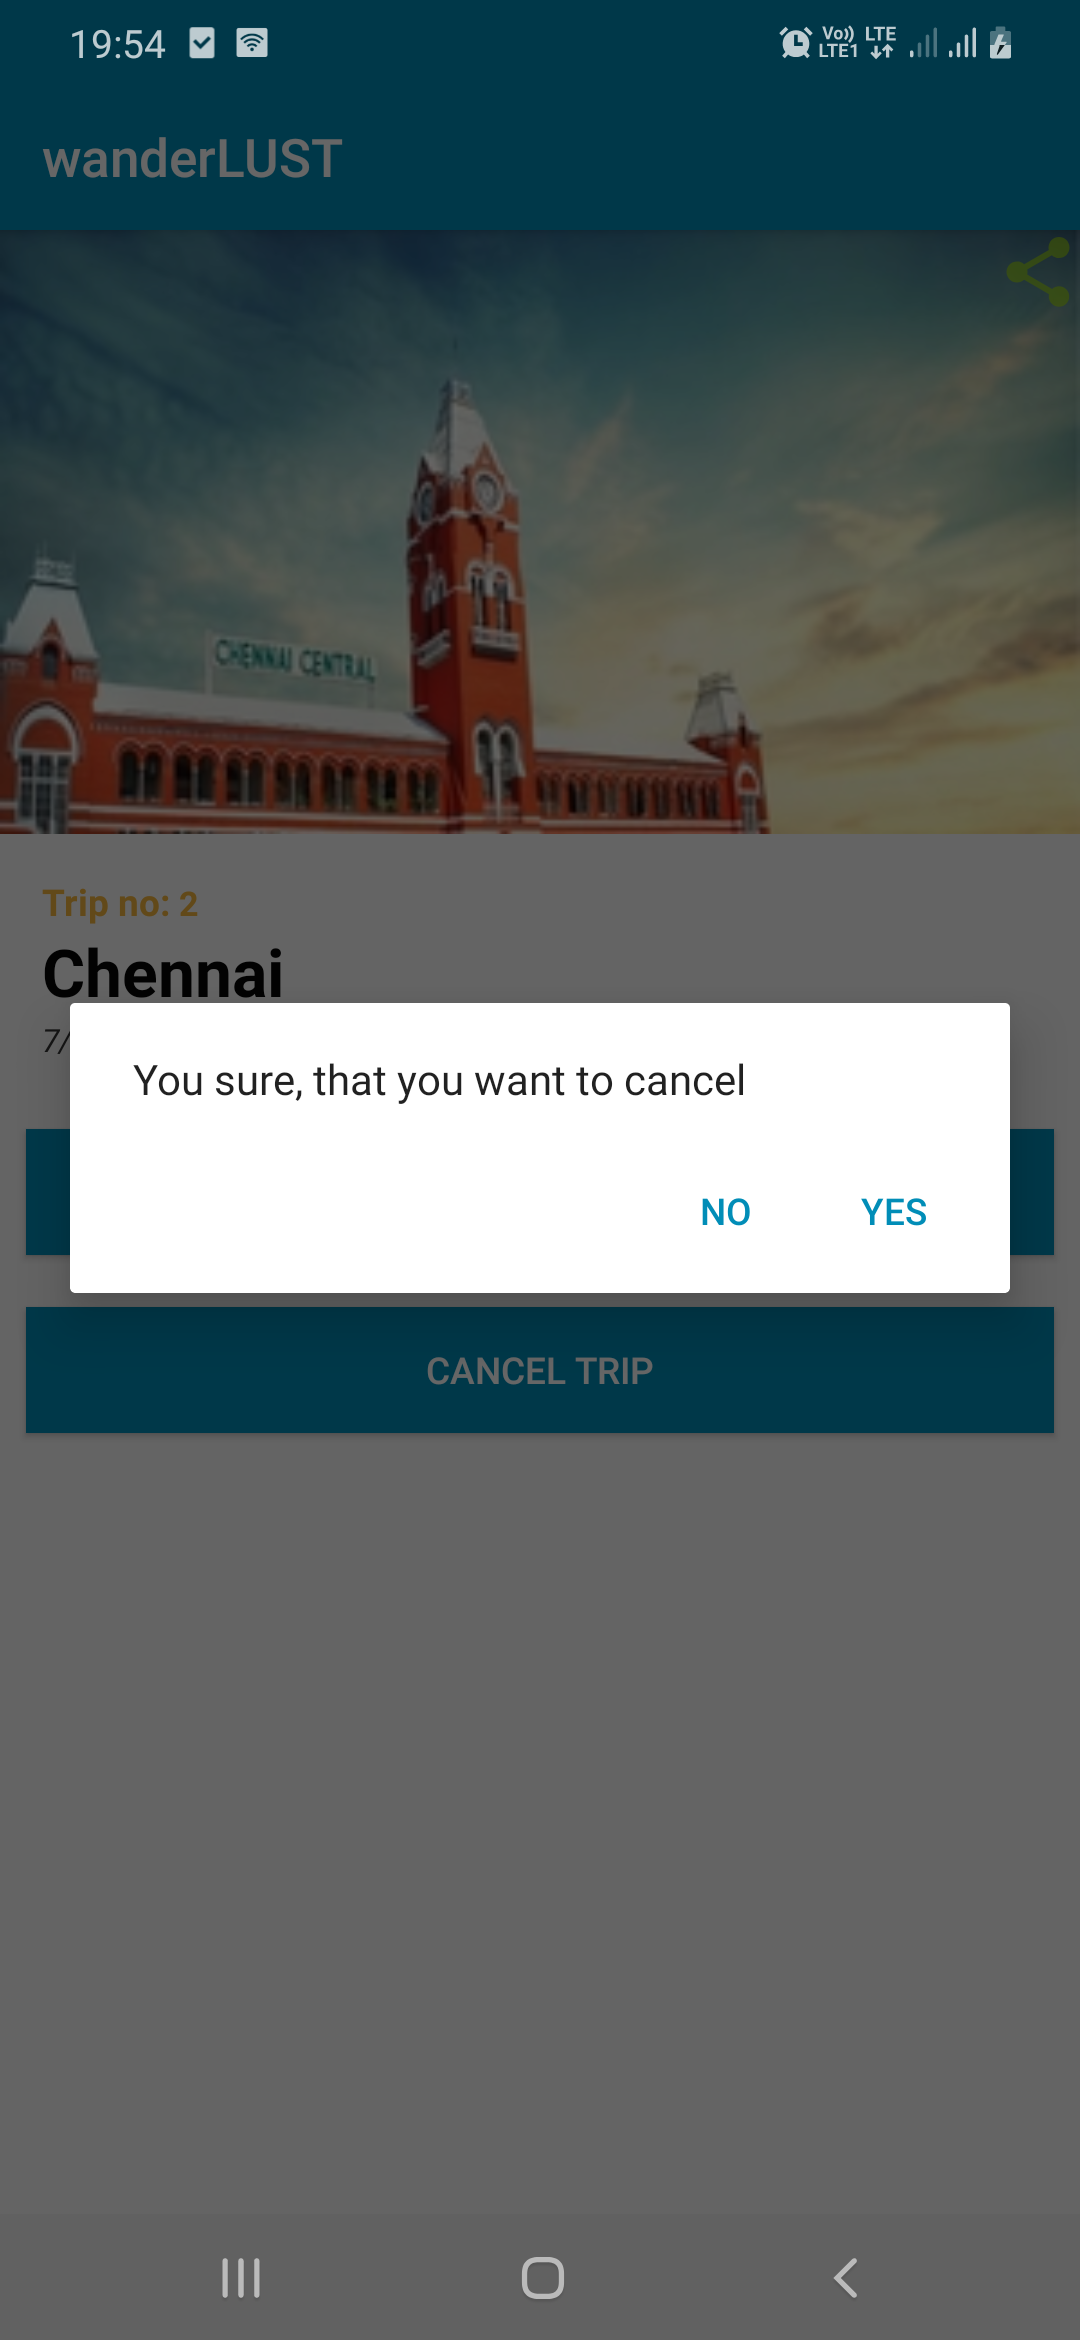 19:54
Vo)) LTE
LTE1
wanderLUST
CHENNAI CENTRAL
Trip no: 2
Chennai
7/
You sure, that you want to cancel
NO YES
CANCEL TRIP